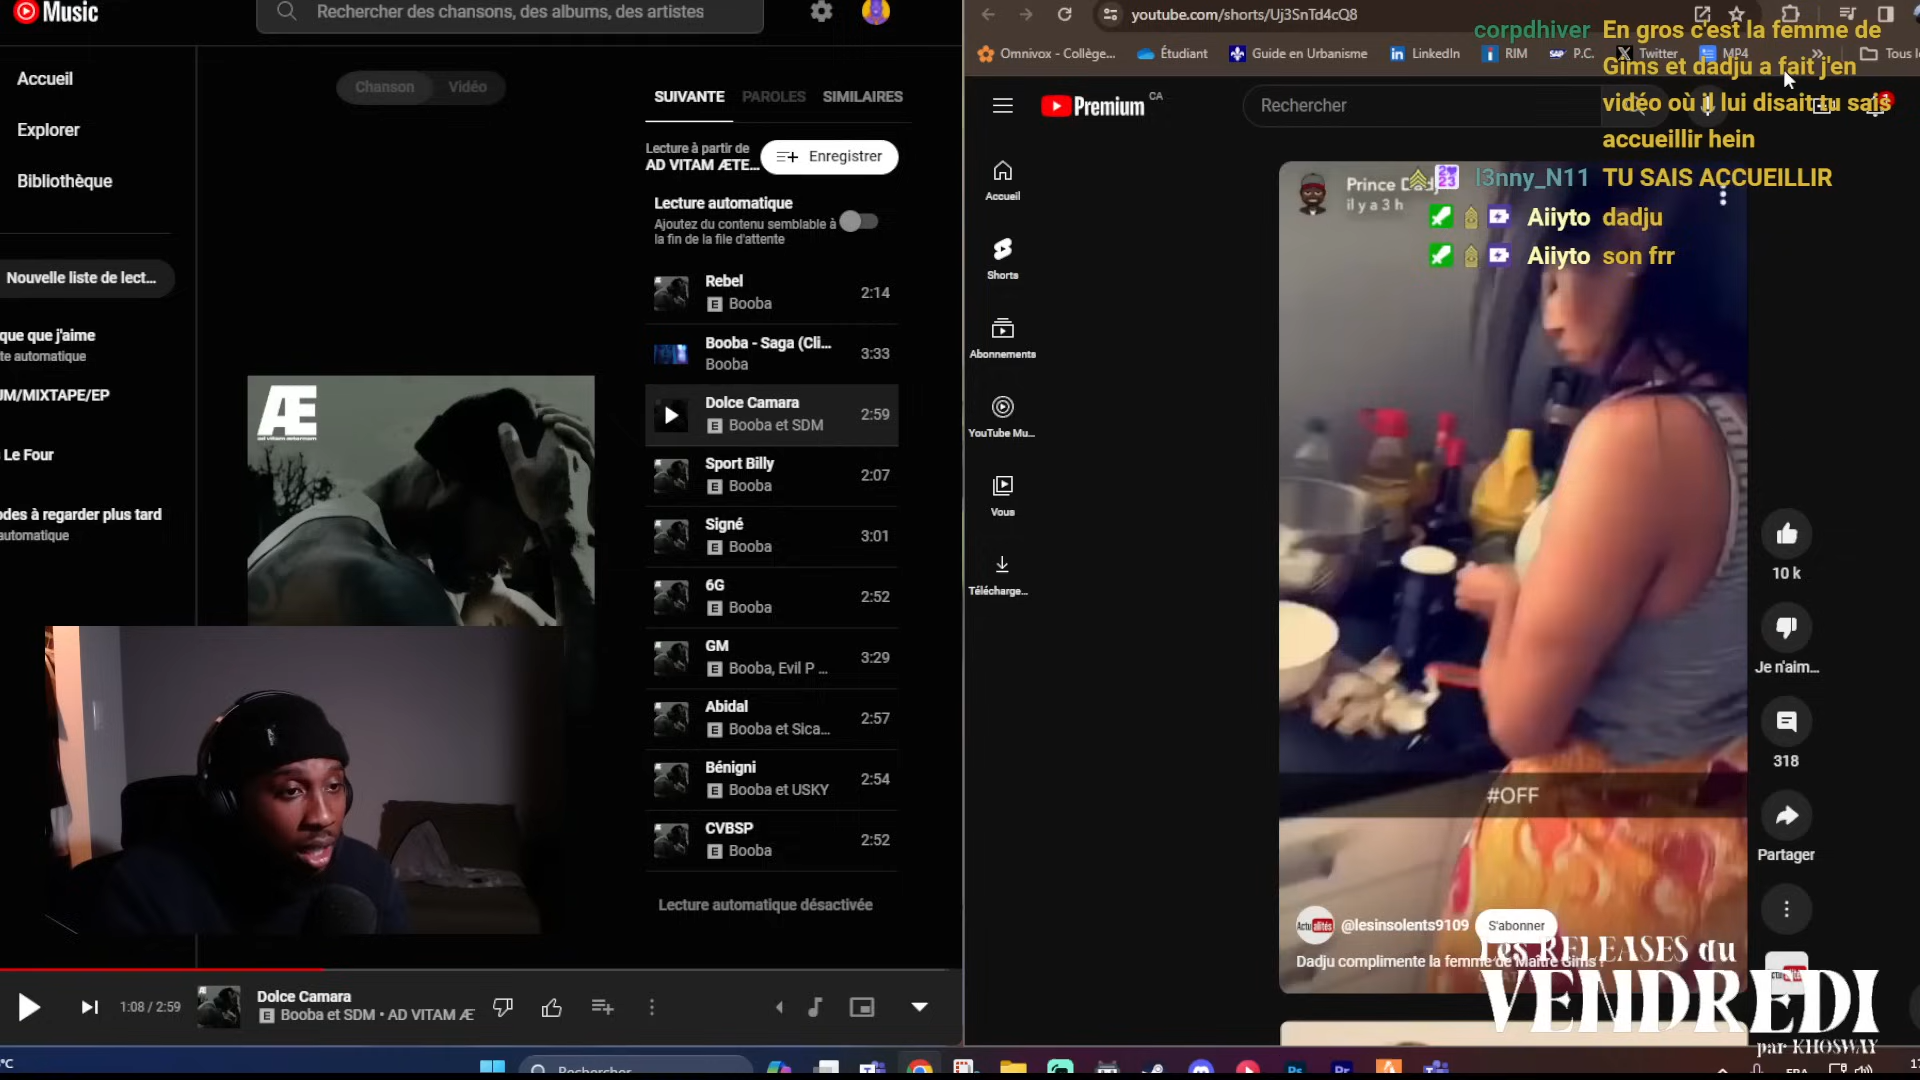 Music
Rechercher des chansons, des albums, des artistes
Accueil
Explorer
Bibliothèque
Nouvelle liste de lect...
que que j'aime
te automatique
JM/MIXTAPE/EP
Le Four
odes à regarder plus tard
automatique
Chanson
Vidéo
SUIVANTE
PAROLES
SIMILAIRES
Lecture à partir de
AD VITAM ÆTE...
Enregistrer
Lecture automatique
Ajoutez du contenu semblable à
la fin de la file d'attente
Rebel
E Booba
2:14
Booba - Saga (Cli...
Booba
3:33
Dolce Camara
E Booba et SDM
2:59
Sport Billy
E Booba
2:07
Signé
E Booba
3:01
6G
E Booba
2:52
GM
E Booba, Evil P ...
3:29
Abidal
E Booba et Sica...
2:57
Bénigni
E Booba et USKY
2:54
CVBSP
E Booba
2:52
Lecture automatique désactivée
Æ
ad vitam æternam
1:08 / 2:59
Dolce Camara
E Booba et SDM • AD VITAM Æ
°C
Rechercher
youtube.com/shorts/Uj3SnTd4cQ8
Omnivox - Collège...
Étudiant
Guide en Urbanisme
LinkedIn
RIM
P.C.
Twitter
MP4
Tous l
Premium CA
Rechercher
Accueil
Shorts
Abonnements
YouTube Mu...
Vous
Télécharge...
corpdhiver En gros c'est la femme de
Gims et dadju a fait j'en
vidéo où il lui disait tu sais
accueillir hein
l3nny_N11 TU SAIS ACCUEILLIR
Aiiyto dadju
Aiiyto son frr
Prince Dadj
il y a 3 h
#OFF
@lesinsolents9109
S'abonner
Dadju complimente la femme de Maître Gims !
10 k
Je n'aim...
318
Partager
Les RELEASES du
VENDREDI
par KHOSWAY